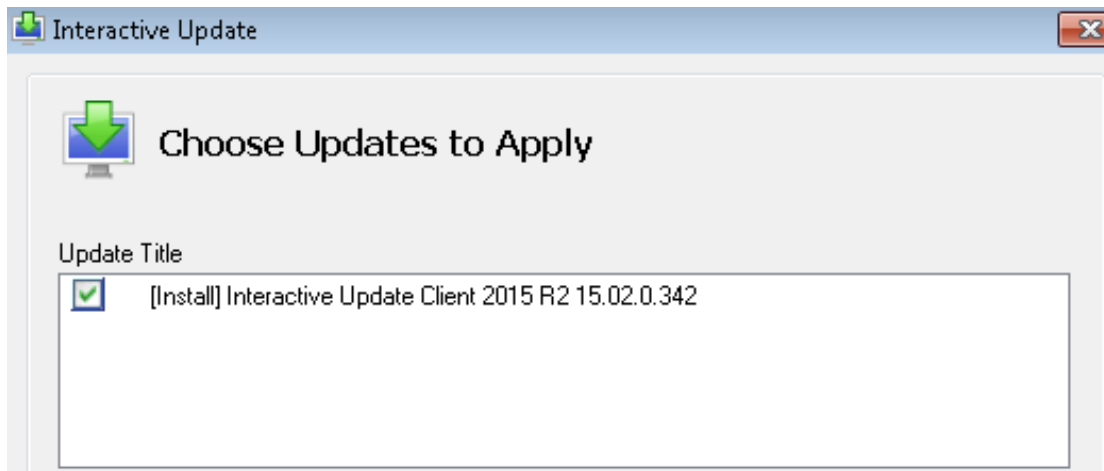 Interactive Update
Choose Updates to Apply
Update Title
[Install] Interactive Update Client 2015 R2 15.02.0.342